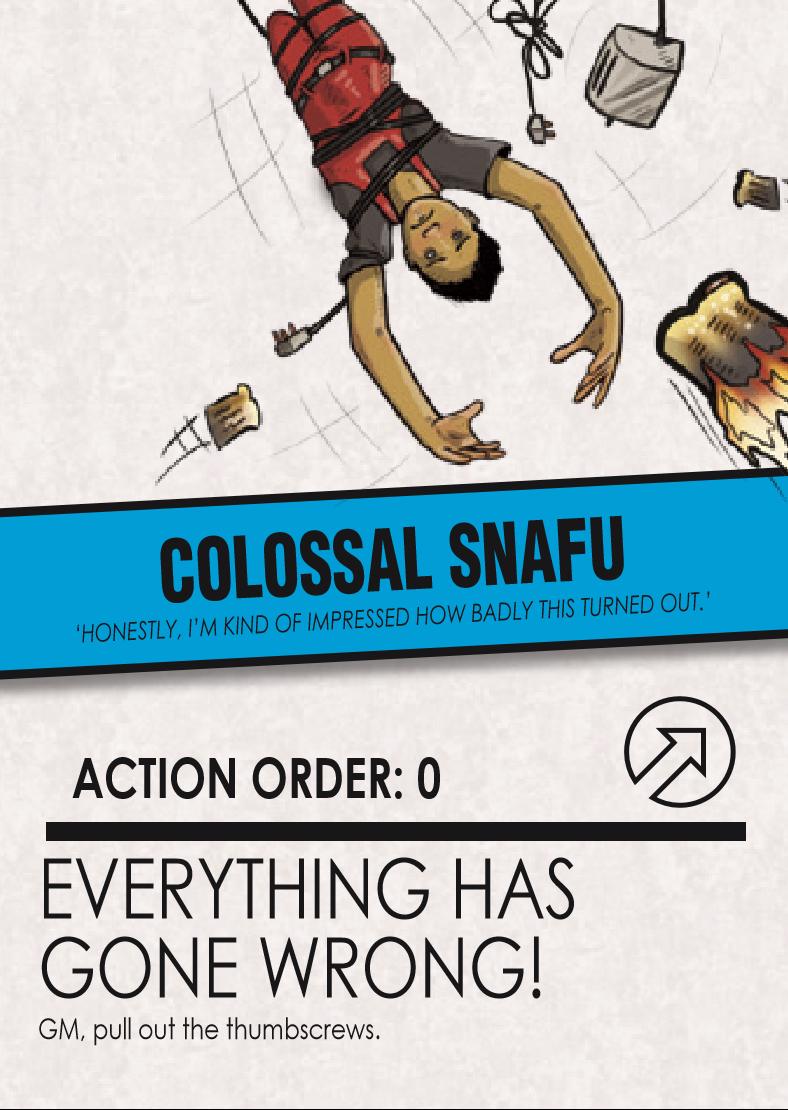 COLOSSAL SNAFU
‘HONESTLY, I’M KIND OF IMPRESSED HOW BADLY THIS TURNED OUT.’
ACTION ORDER: 0
EVERYTHING HAS
GONE WRONG!
GM, pull out the thumbscrews.